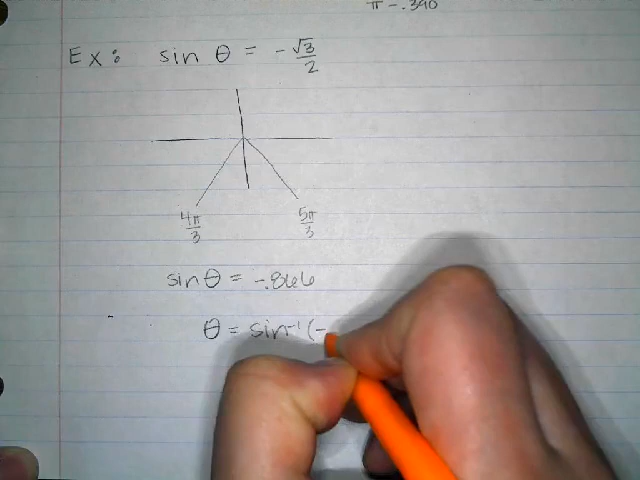 π - .340
Ex: sin θ = -√3/2
4π/3 5π/3
sin θ = -.866
θ = sin⁻¹ (-